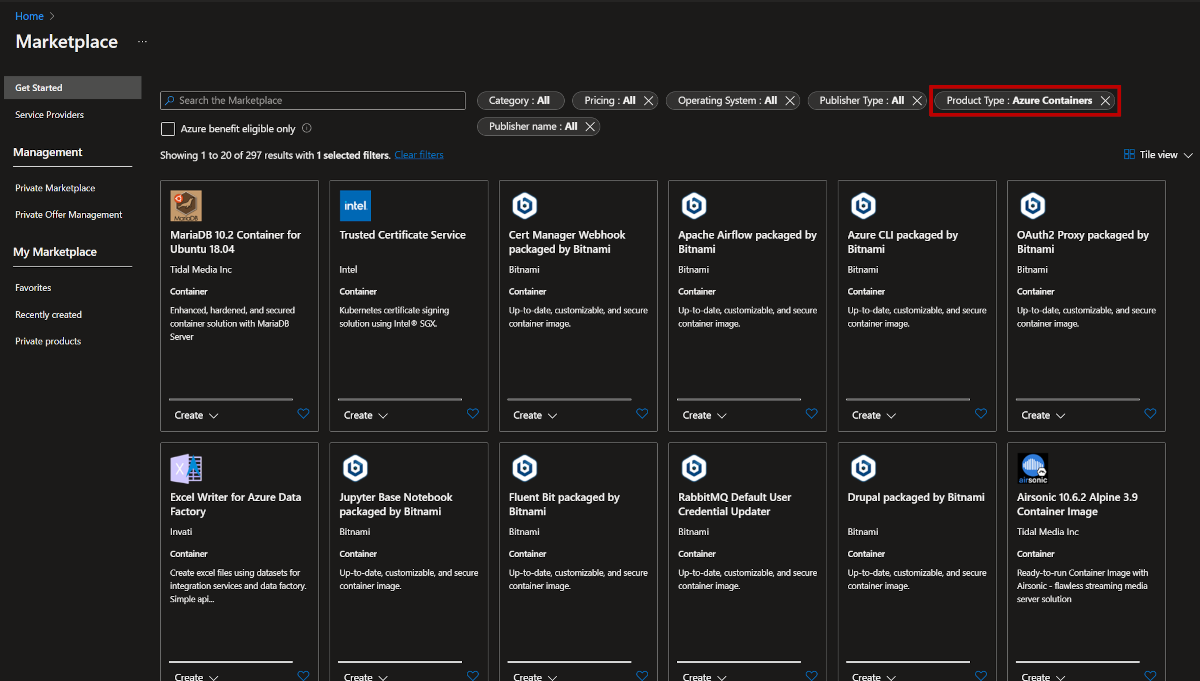 Home
Marketplace
...
Get Started
Service Providers
Management
Private Marketplace
Private Offer Management
My Marketplace
Favorites
Recently created
Private products
Search the Marketplace
Category : All
Pricing : All
Operating System : All
Publisher Type : All
Product Type : Azure Containers
Azure benefit eligible only
Publisher name : All
Showing 1 to 20 of 297 results with 1 selected filters. Clear filters
Tile view
MariaDB
MariaDB 10.2 Container for
Ubuntu 18.04
Tidal Media Inc
Container
Enhanced, hardened, and secured
container solution with MariaDB
Server
Create
intel
Trusted Certificate Service
Intel
Container
Kubernetes certificate signing
solution using Intel® SGX.
Create
Cert Manager Webhook
packaged by Bitnami
Bitnami
Container
Up-to-date, customizable, and secure
container image.
Create
Apache Airflow packaged by
Bitnami
Bitnami
Container
Up-to-date, customizable, and secure
container image.
Create
Azure CLI packaged by
Bitnami
Bitnami
Container
Up-to-date, customizable, and secure
container image.
Create
OAuth2 Proxy packaged by
Bitnami
Bitnami
Container
Up-to-date, customizable, and secure
container image.
Create
Excel Writer for Azure Data
Factory
Invati
Container
Create excel files using datasets for
integration services and data factory.
Simple api...
Create
Jupyter Base Notebook
packaged by Bitnami
Bitnami
Container
Up-to-date, customizable, and secure
container image.
Create
Fluent Bit packaged by
Bitnami
Bitnami
Container
Up-to-date, customizable, and secure
container image.
Create
RabbitMQ Default User
Credential Updater
Bitnami
Container
Up-to-date, customizable, and secure
container image.
Create
Drupal packaged by Bitnami
Bitnami
Container
Up-to-date, customizable, and secure
container image.
Create
airsonic
Airsonic 10.6.2 Alpine 3.9
Container Image
Tidal Media Inc
Container
Ready-to-run Container Image with
Airsonic - flawless streaming media
server solution
Create